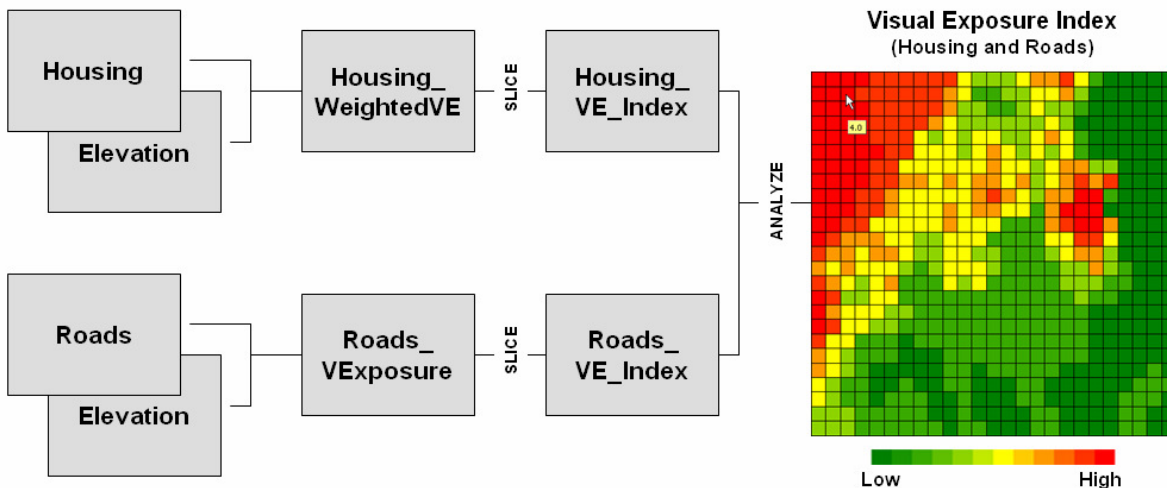 Housing
Elevation
Housing_
WeightedVE
SLICE
Housing_
VE_Index
Roads
Elevation
Roads_
VExposure
SLICE
Roads_
VE_Index
ANALYZE
Visual Exposure Index
(Housing and Roads)
4.0
Low
High